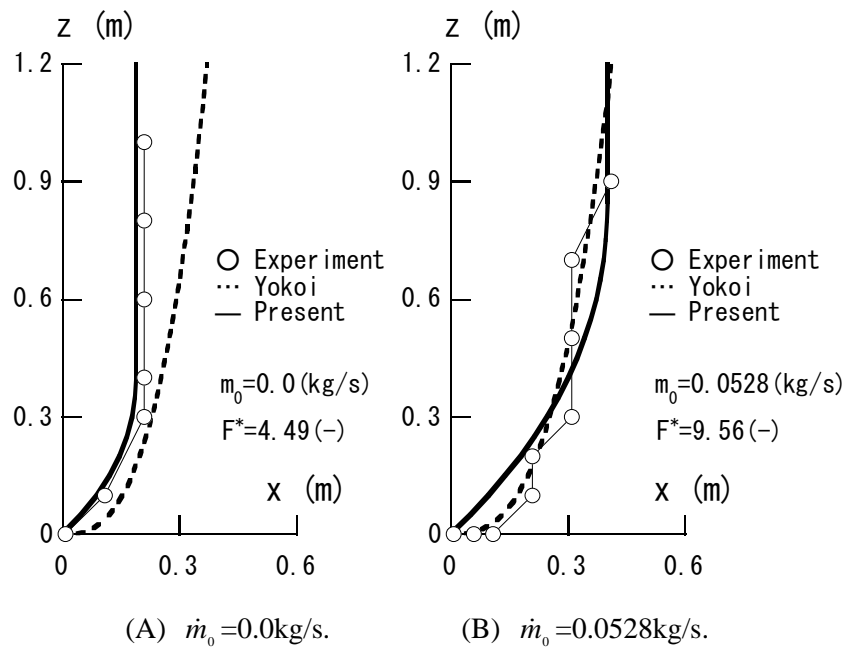 z (m)
1.2
0.9
0.6
0.3
0
0
0.3
0.6
x (m)
Experiment
Yokoi
Present
m0=0.0(kg/s)
F*=4.49(-)
z (m)
1.2
0.9
0.6
0.3
0
0
0.3
0.6
x (m)
Experiment
Yokoi
Present
m0=0.0528(kg/s)
F*=9.56(-)
(A) ṁ0 =0.0kg/s.
(B) ṁ0 =0.0528kg/s.